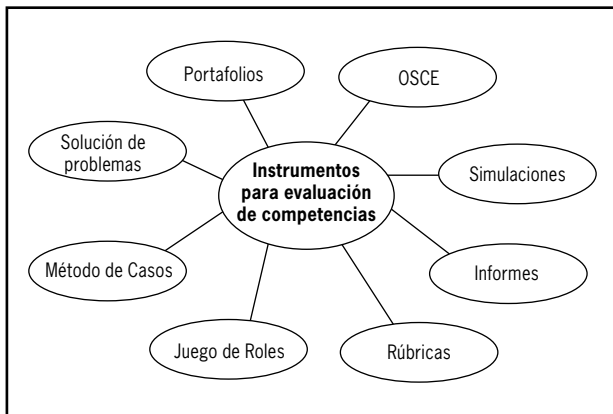 Portafolios
OSCE
Solución de
problemas
Instrumentos
para evaluación
de competencias
Simulaciones
Método de Casos
Informes
Juego de Roles
Rúbricas